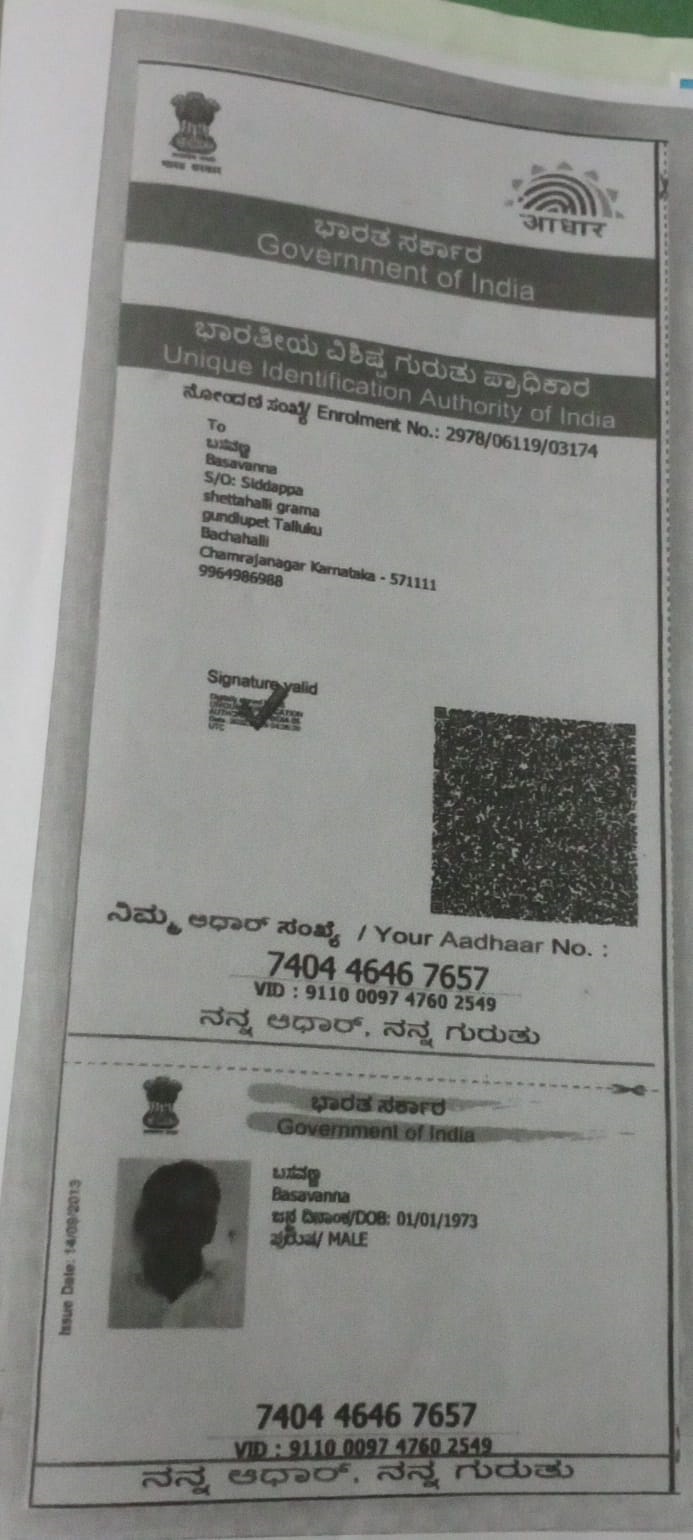 भारत सरकार
आधार
ಭಾರತ ಸರ್ಕಾರ
Government of India
ಭಾರತೀಯ ವಿಶಿಷ್ಟ ಗುರುತು ಪ್ರಾಧಿಕಾರ
Unique Identification Authority of India
ನೋಂದಣಿ ಸಂಖ್ಯೆ/ Enrolment No.: 2978/06119/03174
To
ಬಸವಣ್ಣ
Basavanna
S/O: Siddappa
shettahalli grama
gundlupet Talluku
Bachahalli
Chamrajanagar Karnataka - 571111
9964986988
Signature valid
ನಿಮ್ಮ ಆಧಾರ್ ಸಂಖ್ಯೆ / Your Aadhaar No. :
7404 4646 7657
VID : 9110 0097 4760 2549
ನನ್ನ ಆಧಾರ್, ನನ್ನ ಗುರುತು
ಭಾರತ ಸರ್ಕಾರ
Government of India
Issue Date: 14/09/2013
ಬಸವಣ್ಣ
Basavanna
ಜನ್ಮ ದಿನಾಂಕ/DOB: 01/01/1973
ಪುರುಷ/ MALE
7404 4646 7657
VID : 9110 0097 4760 2549
ನನ್ನ ಆಧಾರ್, ನನ್ನ ಗುರುತು